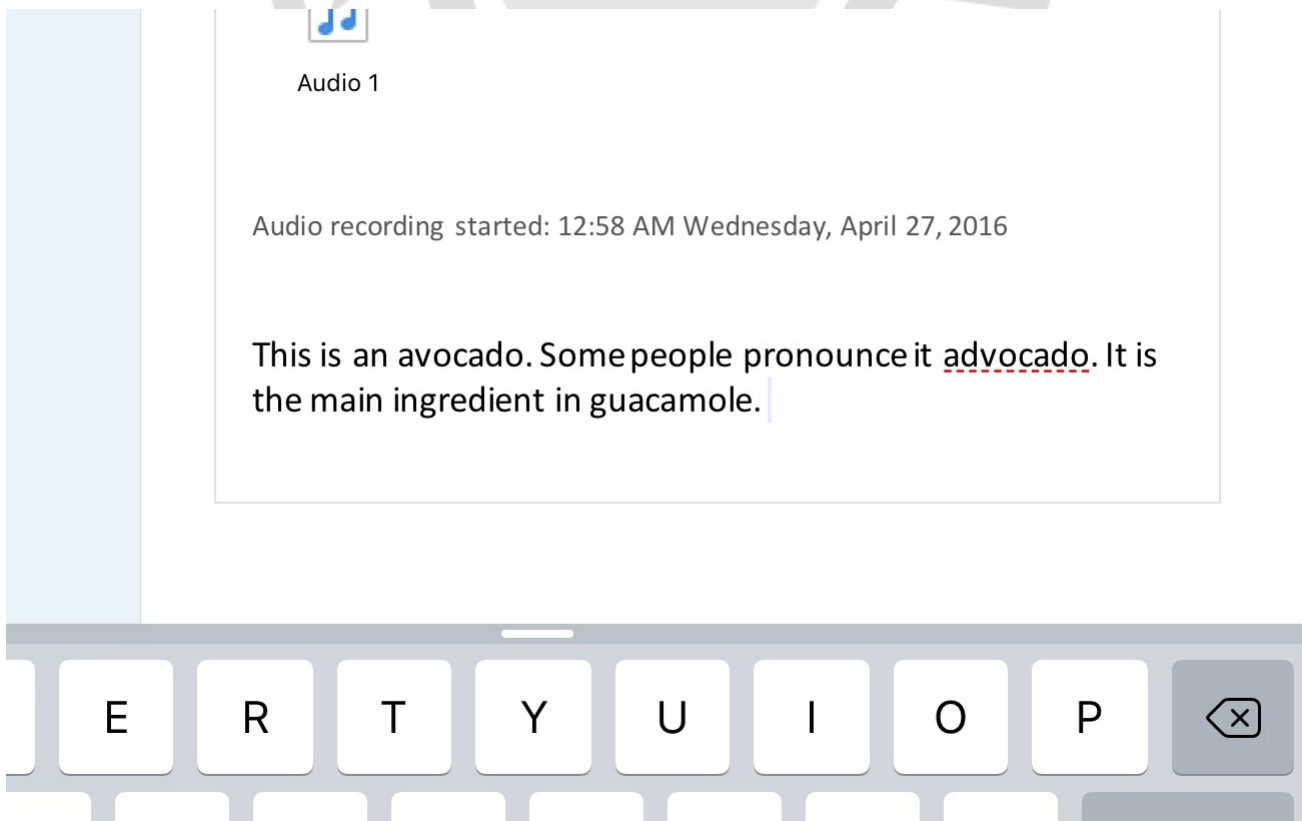 Audio 1
Audio recording started: 12:58 AM Wednesday, April 27, 2016
This is an avocado. Some people pronounce it advocado. It is
the main ingredient in guacamole.
E R T Y U I O P